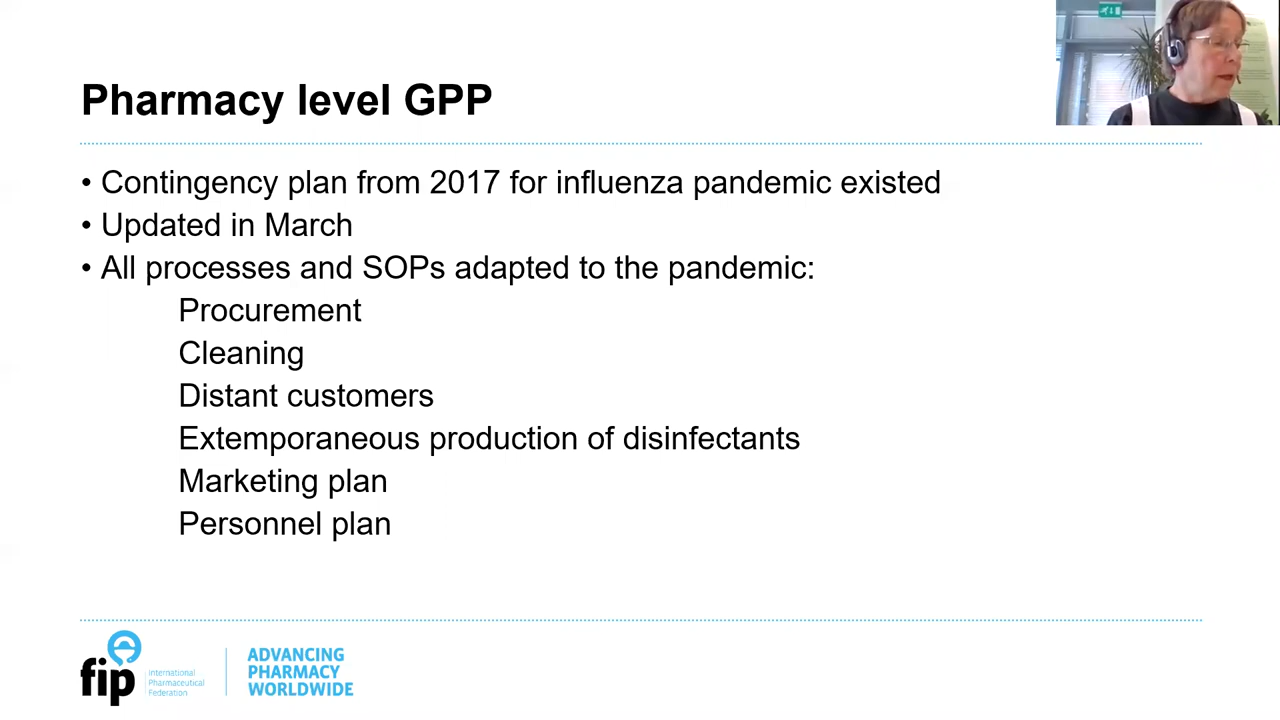 Pharmacy level GPP
• Contingency plan from 2017 for influenza pandemic existed
• Updated in March
• All processes and SOPs adapted to the pandemic:
Procurement
Cleaning
Distant customers
Extemporaneous production of disinfectants
Marketing plan
Personnel plan
fip
International
Pharmaceutical
Federation
ADVANCING
PHARMACY
WORLDWIDE